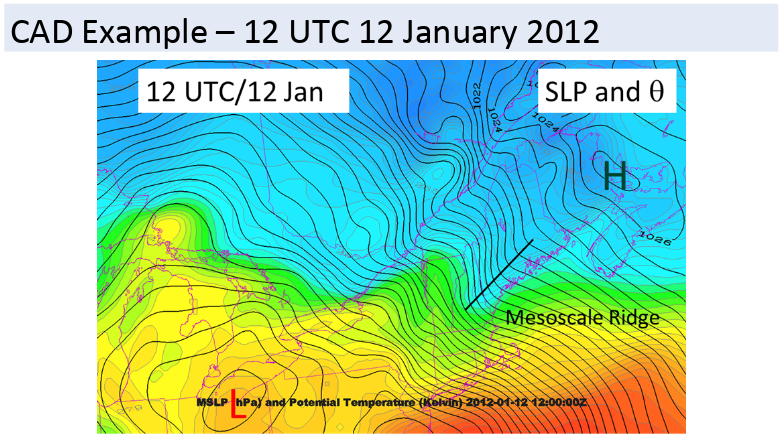 CAD Example – 12 UTC 12 January 2012
12 UTC/12 Jan
SLP and θ
1022
1024
1024
H
1026
Mesoscale Ridge
L
MSLP (hPa) and Potential Temperature (Kelvin) 2012-01-12 12:00:00Z